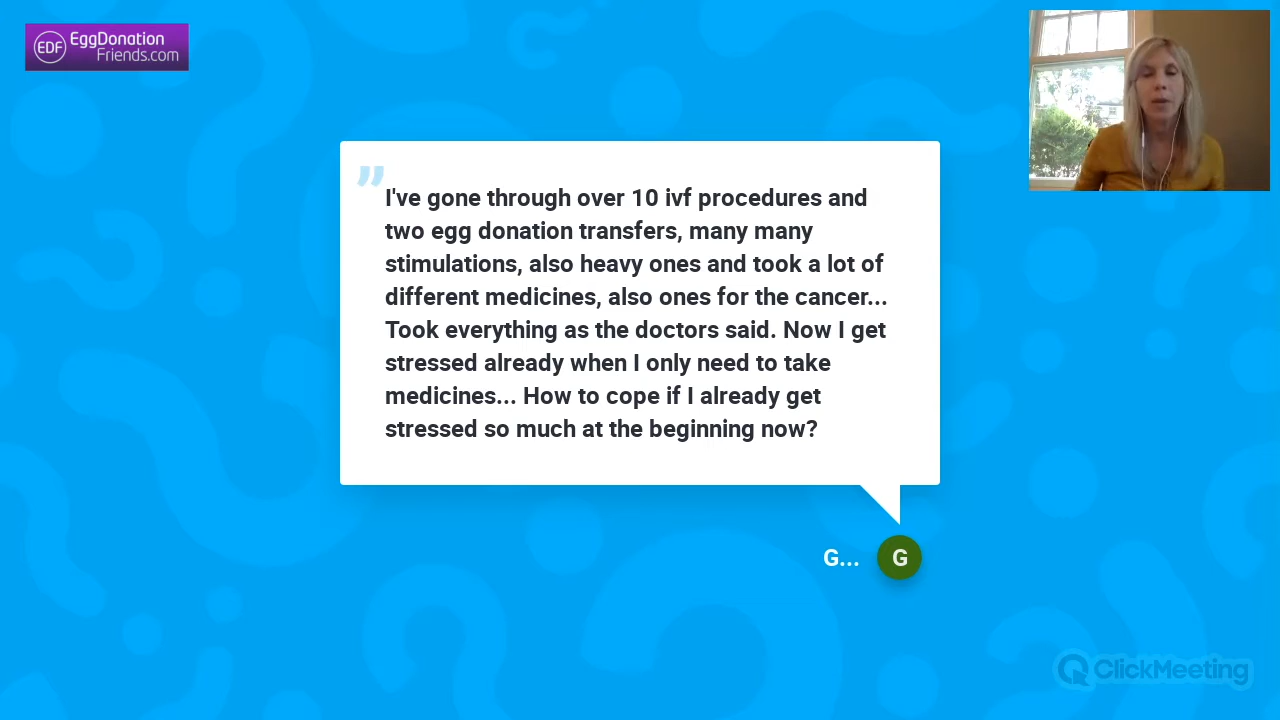 EDF EggDonation
Friends.com
I've gone through over 10 ivf procedures and
two egg donation transfers, many many
stimulations, also heavy ones and took a lot of
different medicines, also ones for the cancer...
Took everything as the doctors said. Now I get
stressed already when I only need to take
medicines... How to cope if I already get
stressed so much at the beginning now?
G... G
ClickMeeting